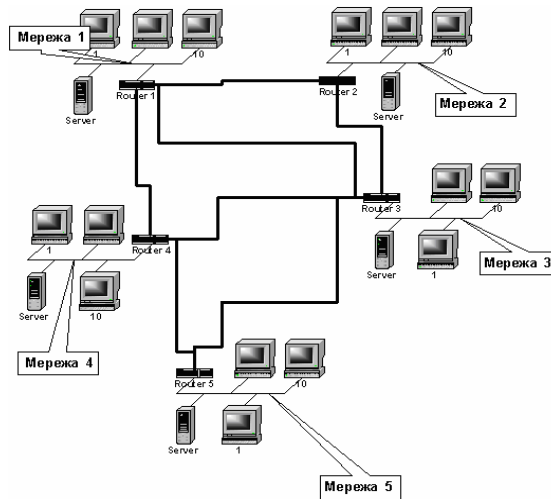 Мережа 1
1
10
Server
Router 1
1
10
Router 2
Server
Мережа 2
1
Router 4
Server
10
Мережа 4
10
Router 3
Server
1
Мережа 3
Router 5
10
Server
1
Мережа 5